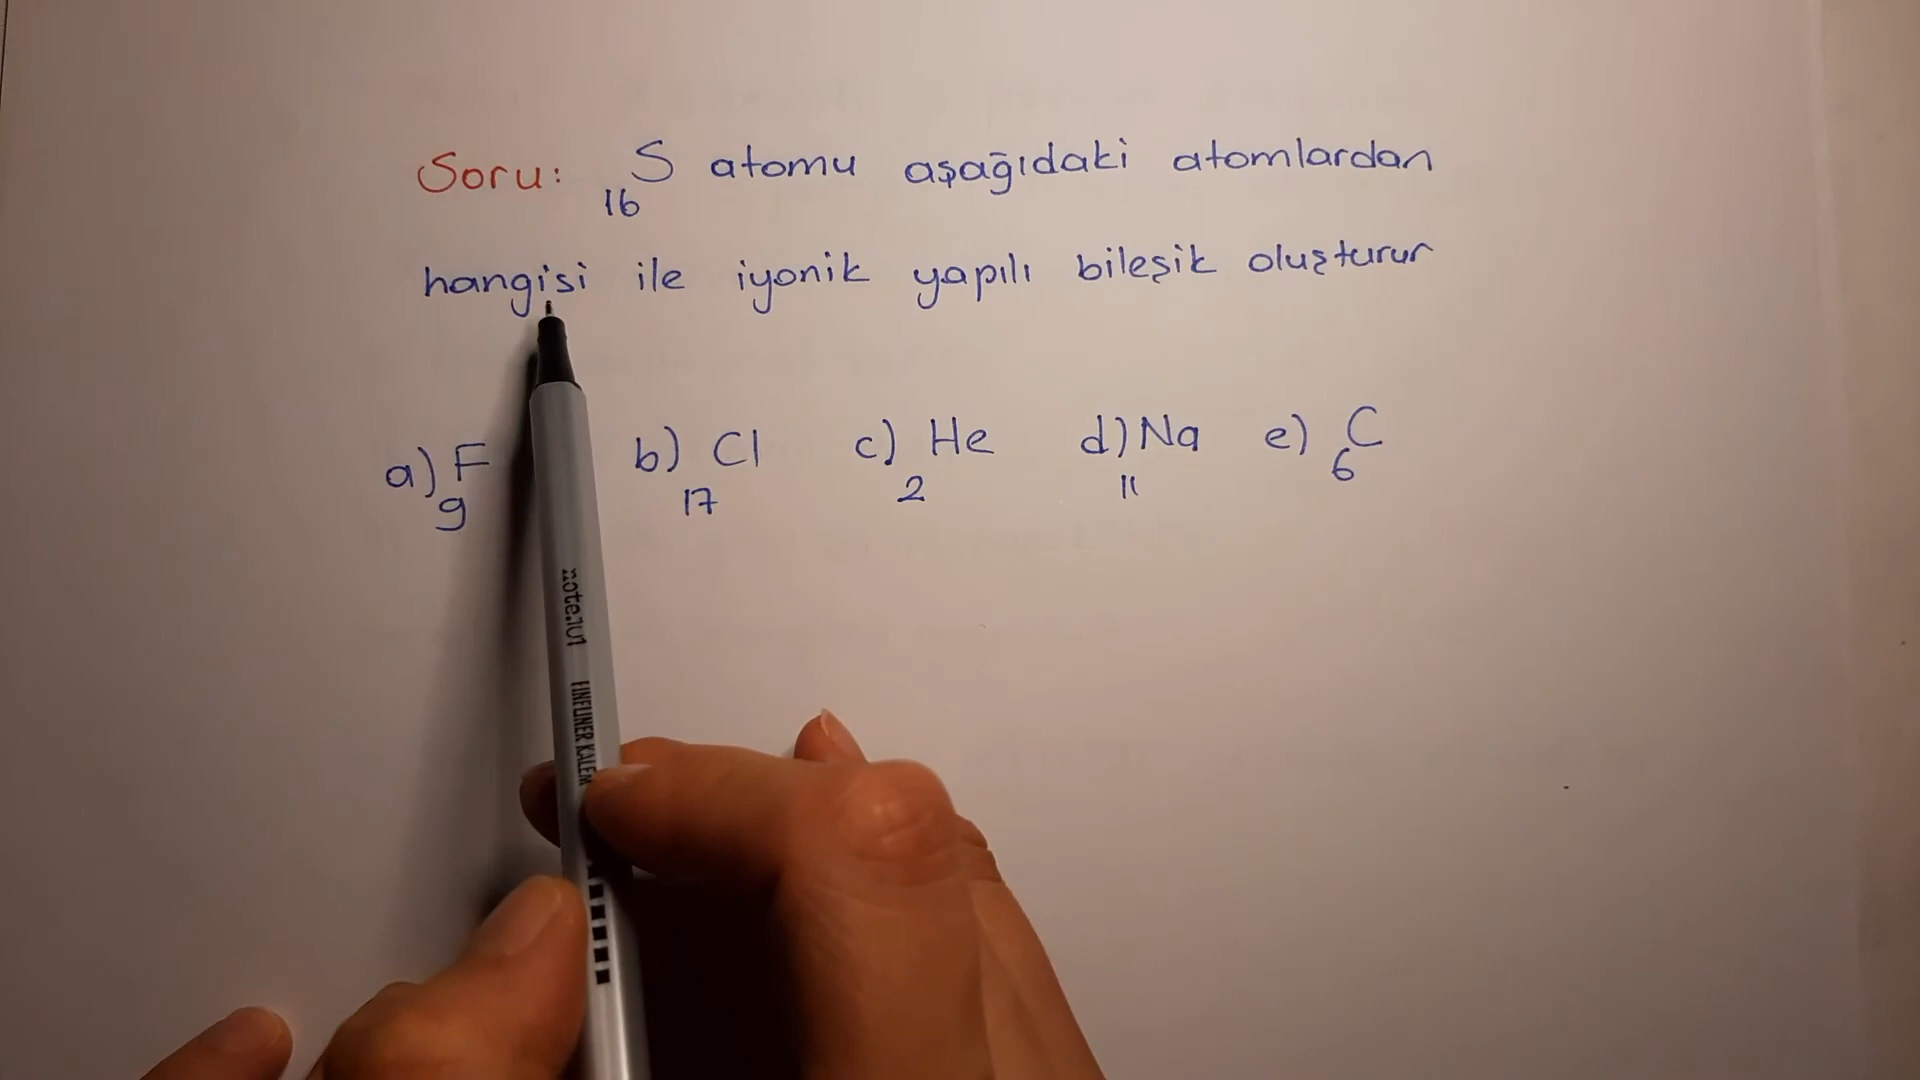 Soru: 16S atomu aşağıdaki atomlardan
hangisi ile iyonik yapılı bileşik oluşturur
a) 9F b) 17Cl c) 2He d) 11Na e) 6C
note.101 FINELINER KALEM